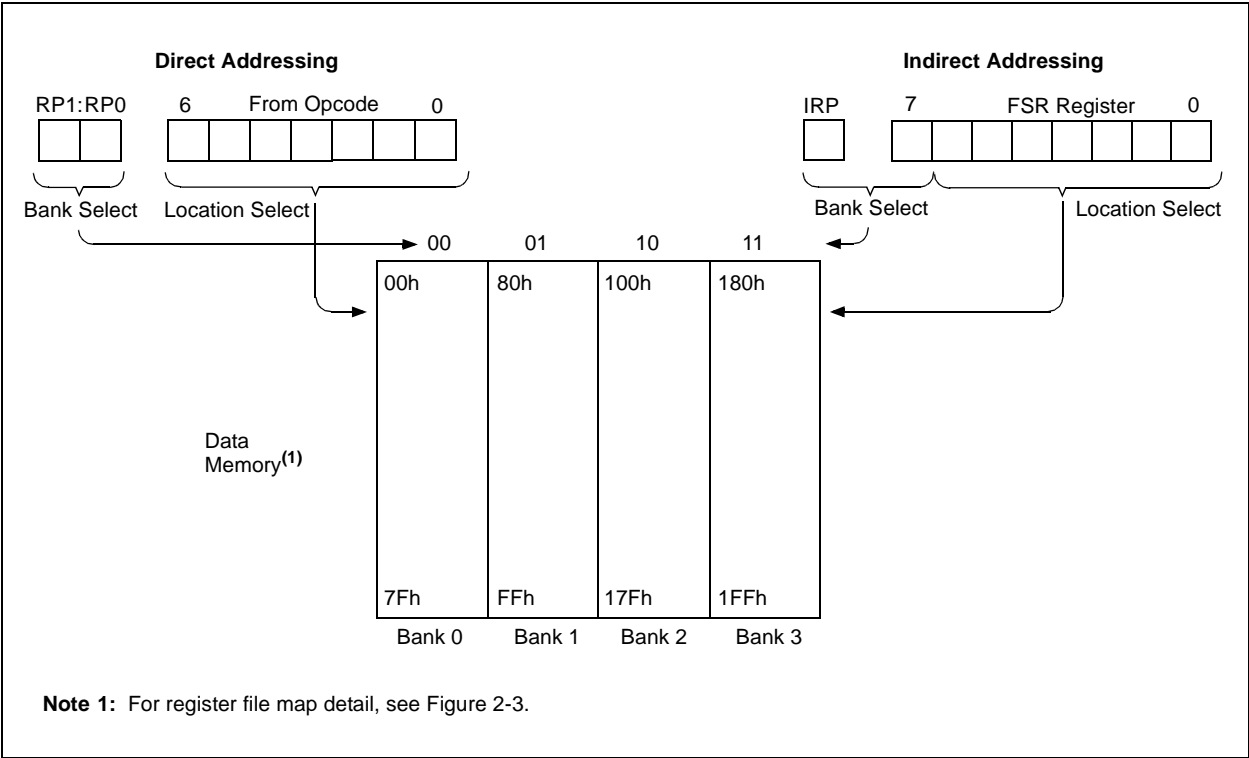 Direct Addressing
Indirect Addressing
RP1:RP0 6 From Opcode 0
IRP 7 FSR Register 0
Bank Select Location Select
Bank Select Location Select
00 01 10 11
00h 80h 100h 180h
Data
Memory(1)
7Fh FFh 17Fh 1FFh
Bank 0 Bank 1 Bank 2 Bank 3
Note 1: For register file map detail, see Figure 2-3.